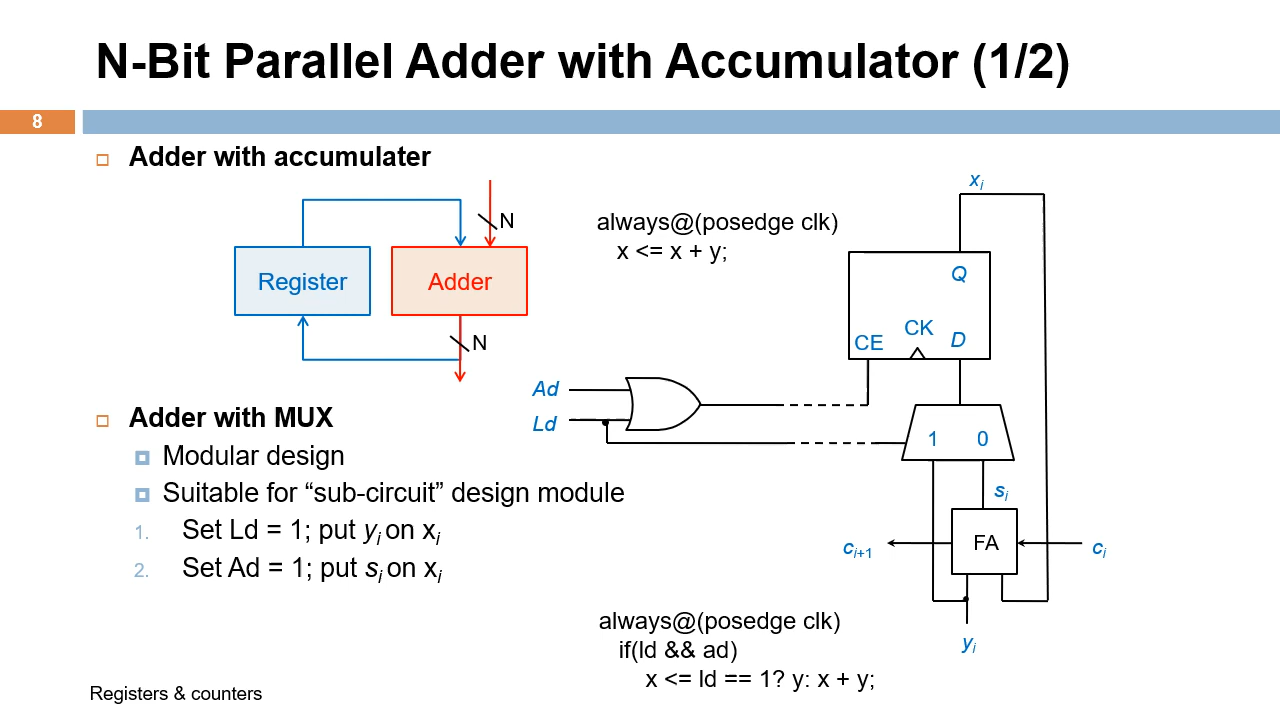 N-Bit Parallel Adder with Accumulator (1/2)
8
Adder with accumulater
N
Register
Adder
N
always@(posedge clk)
x <= x + y;
xi
Q
CE
CK
D
Ad
Ld
1
0
si
FA
ci+1
ci
yi
Adder with MUX
Modular design
Suitable for “sub-circuit” design module
1. Set Ld = 1; put yi on xi
2. Set Ad = 1; put si on xi
always@(posedge clk)
if(ld && ad)
x <= ld == 1? y: x + y;
Registers & counters